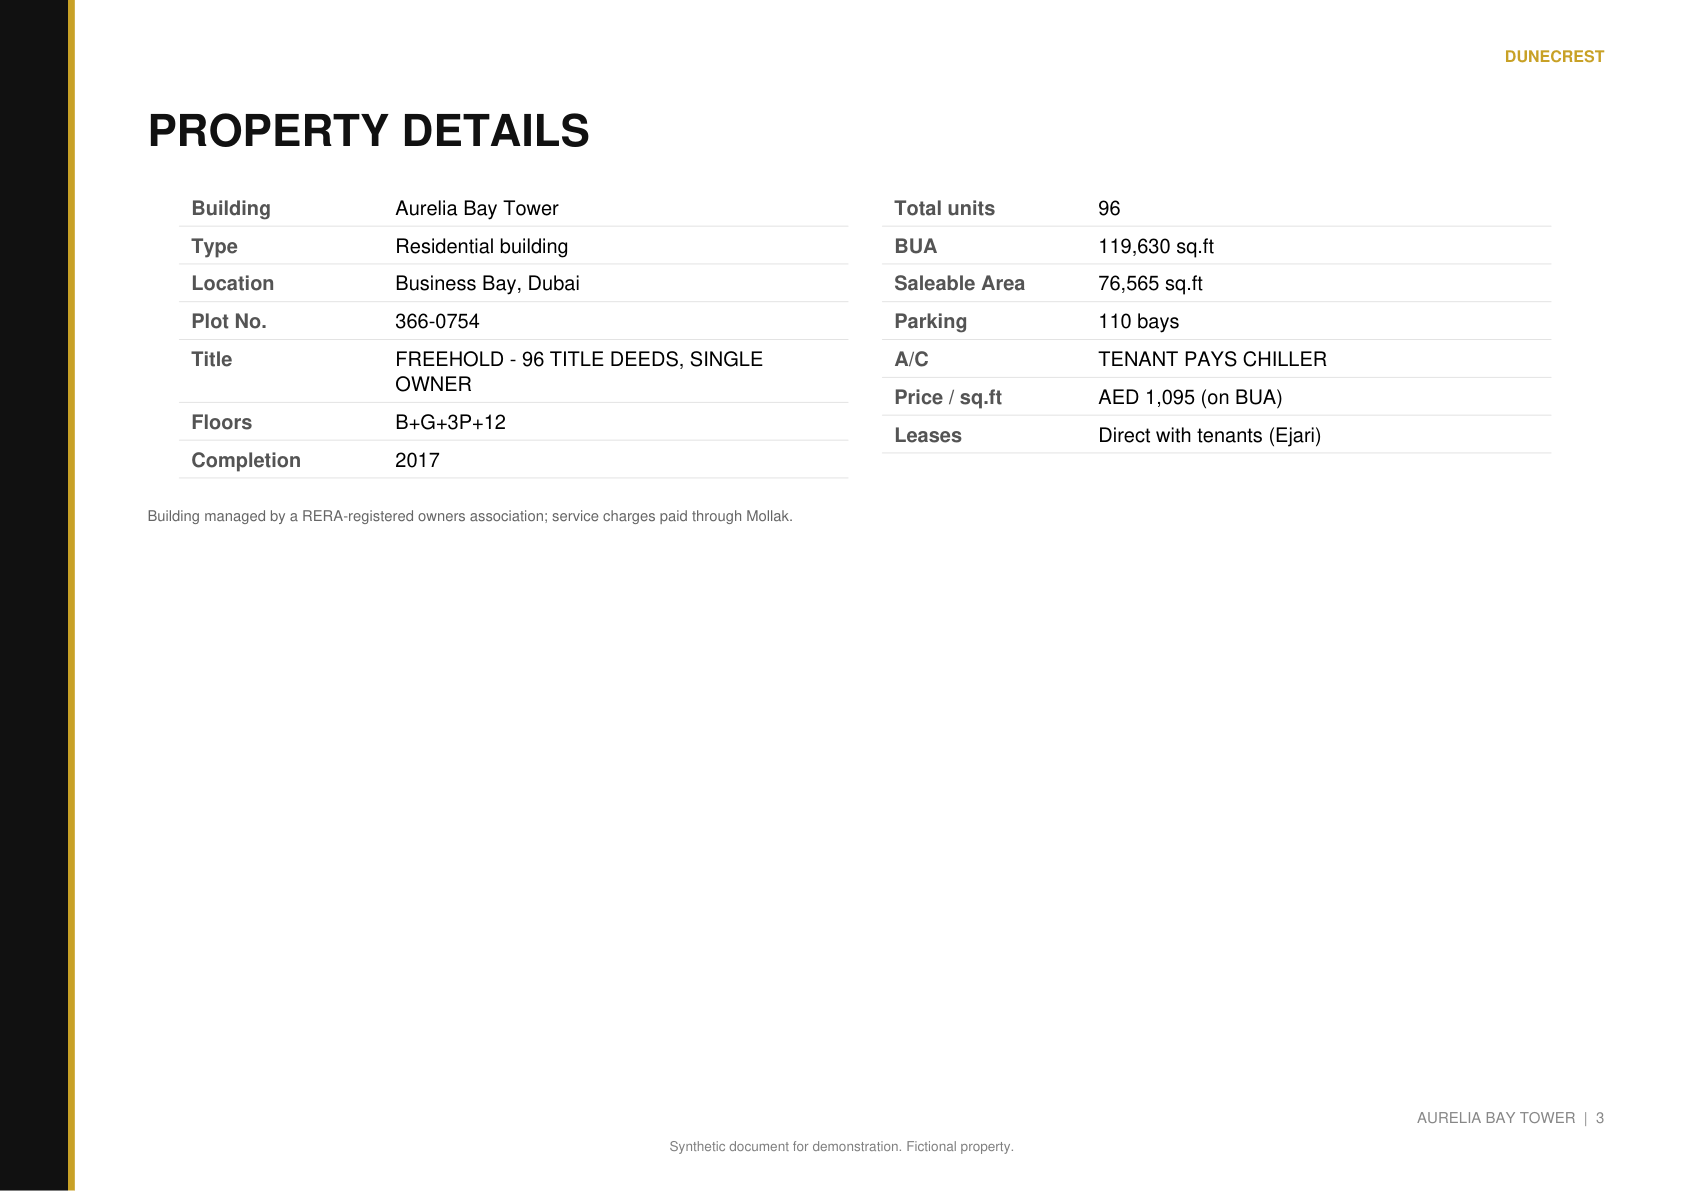 DUNECREST
PROPERTY DETAILS
Building Aurelia Bay Tower
Type Residential building
Location Business Bay, Dubai
Plot No. 366-0754
Title FREEHOLD - 96 TITLE DEEDS, SINGLE
OWNER
Floors B+G+3P+12
Completion 2017
Total units 96
BUA 119,630 sq.ft
Saleable Area 76,565 sq.ft
Parking 110 bays
A/C TENANT PAYS CHILLER
Price / sq.ft AED 1,095 (on BUA)
Leases Direct with tenants (Ejari)
Building managed by a RERA-registered owners association; service charges paid through Mollak.
AURELIA BAY TOWER | 3
Synthetic document for demonstration. Fictional property.